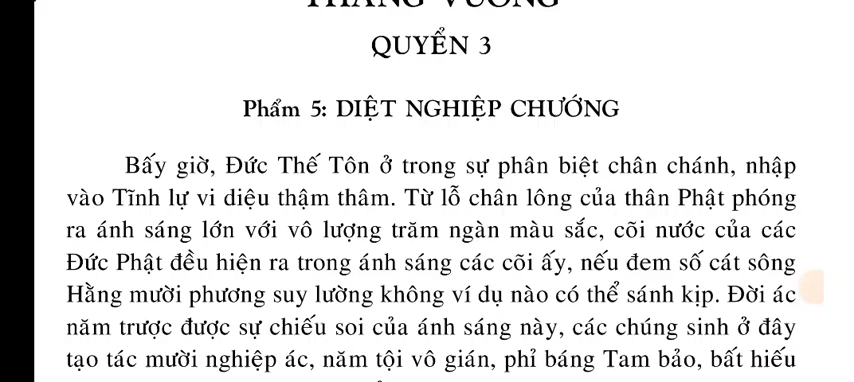 THẮNG VƯƠNG
QUYỂN 3
Phẩm 5: DIỆT NGHIỆP CHƯỚNG
Bấy giờ, Đức Thế Tôn ở trong sự phân biệt chân chánh, nhập
vào Tĩnh lự vi diệu thậm thâm. Từ lỗ chân lông của thân Phật phóng
ra ánh sáng lớn với vô lượng trăm ngàn màu sắc, cõi nước của các
Đức Phật đều hiện ra trong ánh sáng các cõi ấy, nếu đem số cát sông
Hằng mười phương suy lường không ví dụ nào có thể sánh kịp. Đời ác
năm trược được sự chiếu soi của ánh sáng này, các chúng sinh ở đây
tạo tác mười nghiệp ác, năm tội vô gián, phỉ báng Tam bảo, bất hiếu